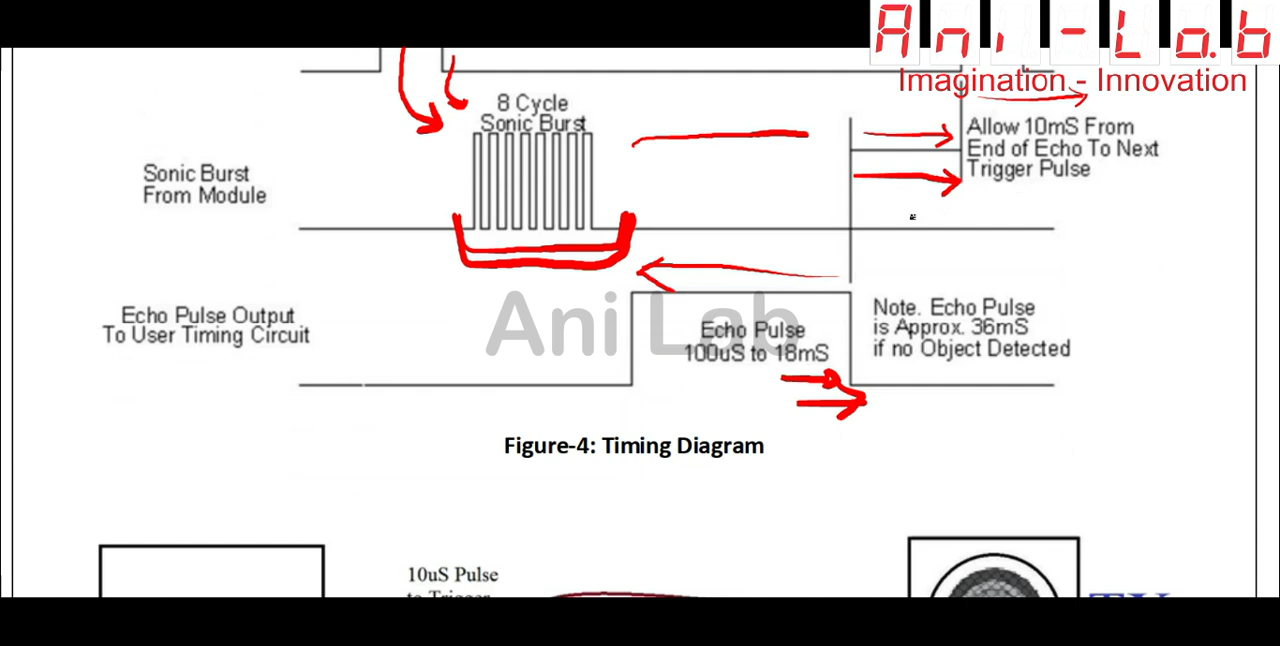 Ani-Lab
Imagination - Innovation
8 Cycle
Sonic Burst
Allow 10mS From
End of Echo To Next
Trigger Pulse
Sonic Burst
From Module
Ani Lab
Echo Pulse Output
To User Timing Circuit
Echo Pulse
100uS to 18mS
Note. Echo Pulse
is Approx. 36mS
if no Object Detected
Figure-4: Timing Diagram
10uS Pulse
to Trigger